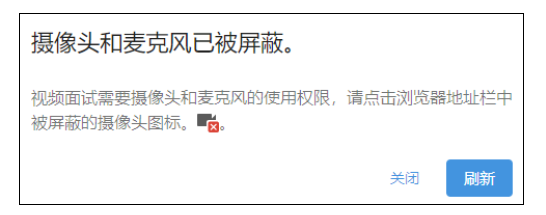 摄像头和麦克风已被屏蔽。
视频面试需要摄像头和麦克风的使用权限，请点击浏览器地址栏中
被屏蔽的摄像头图标。。
关闭
刷新